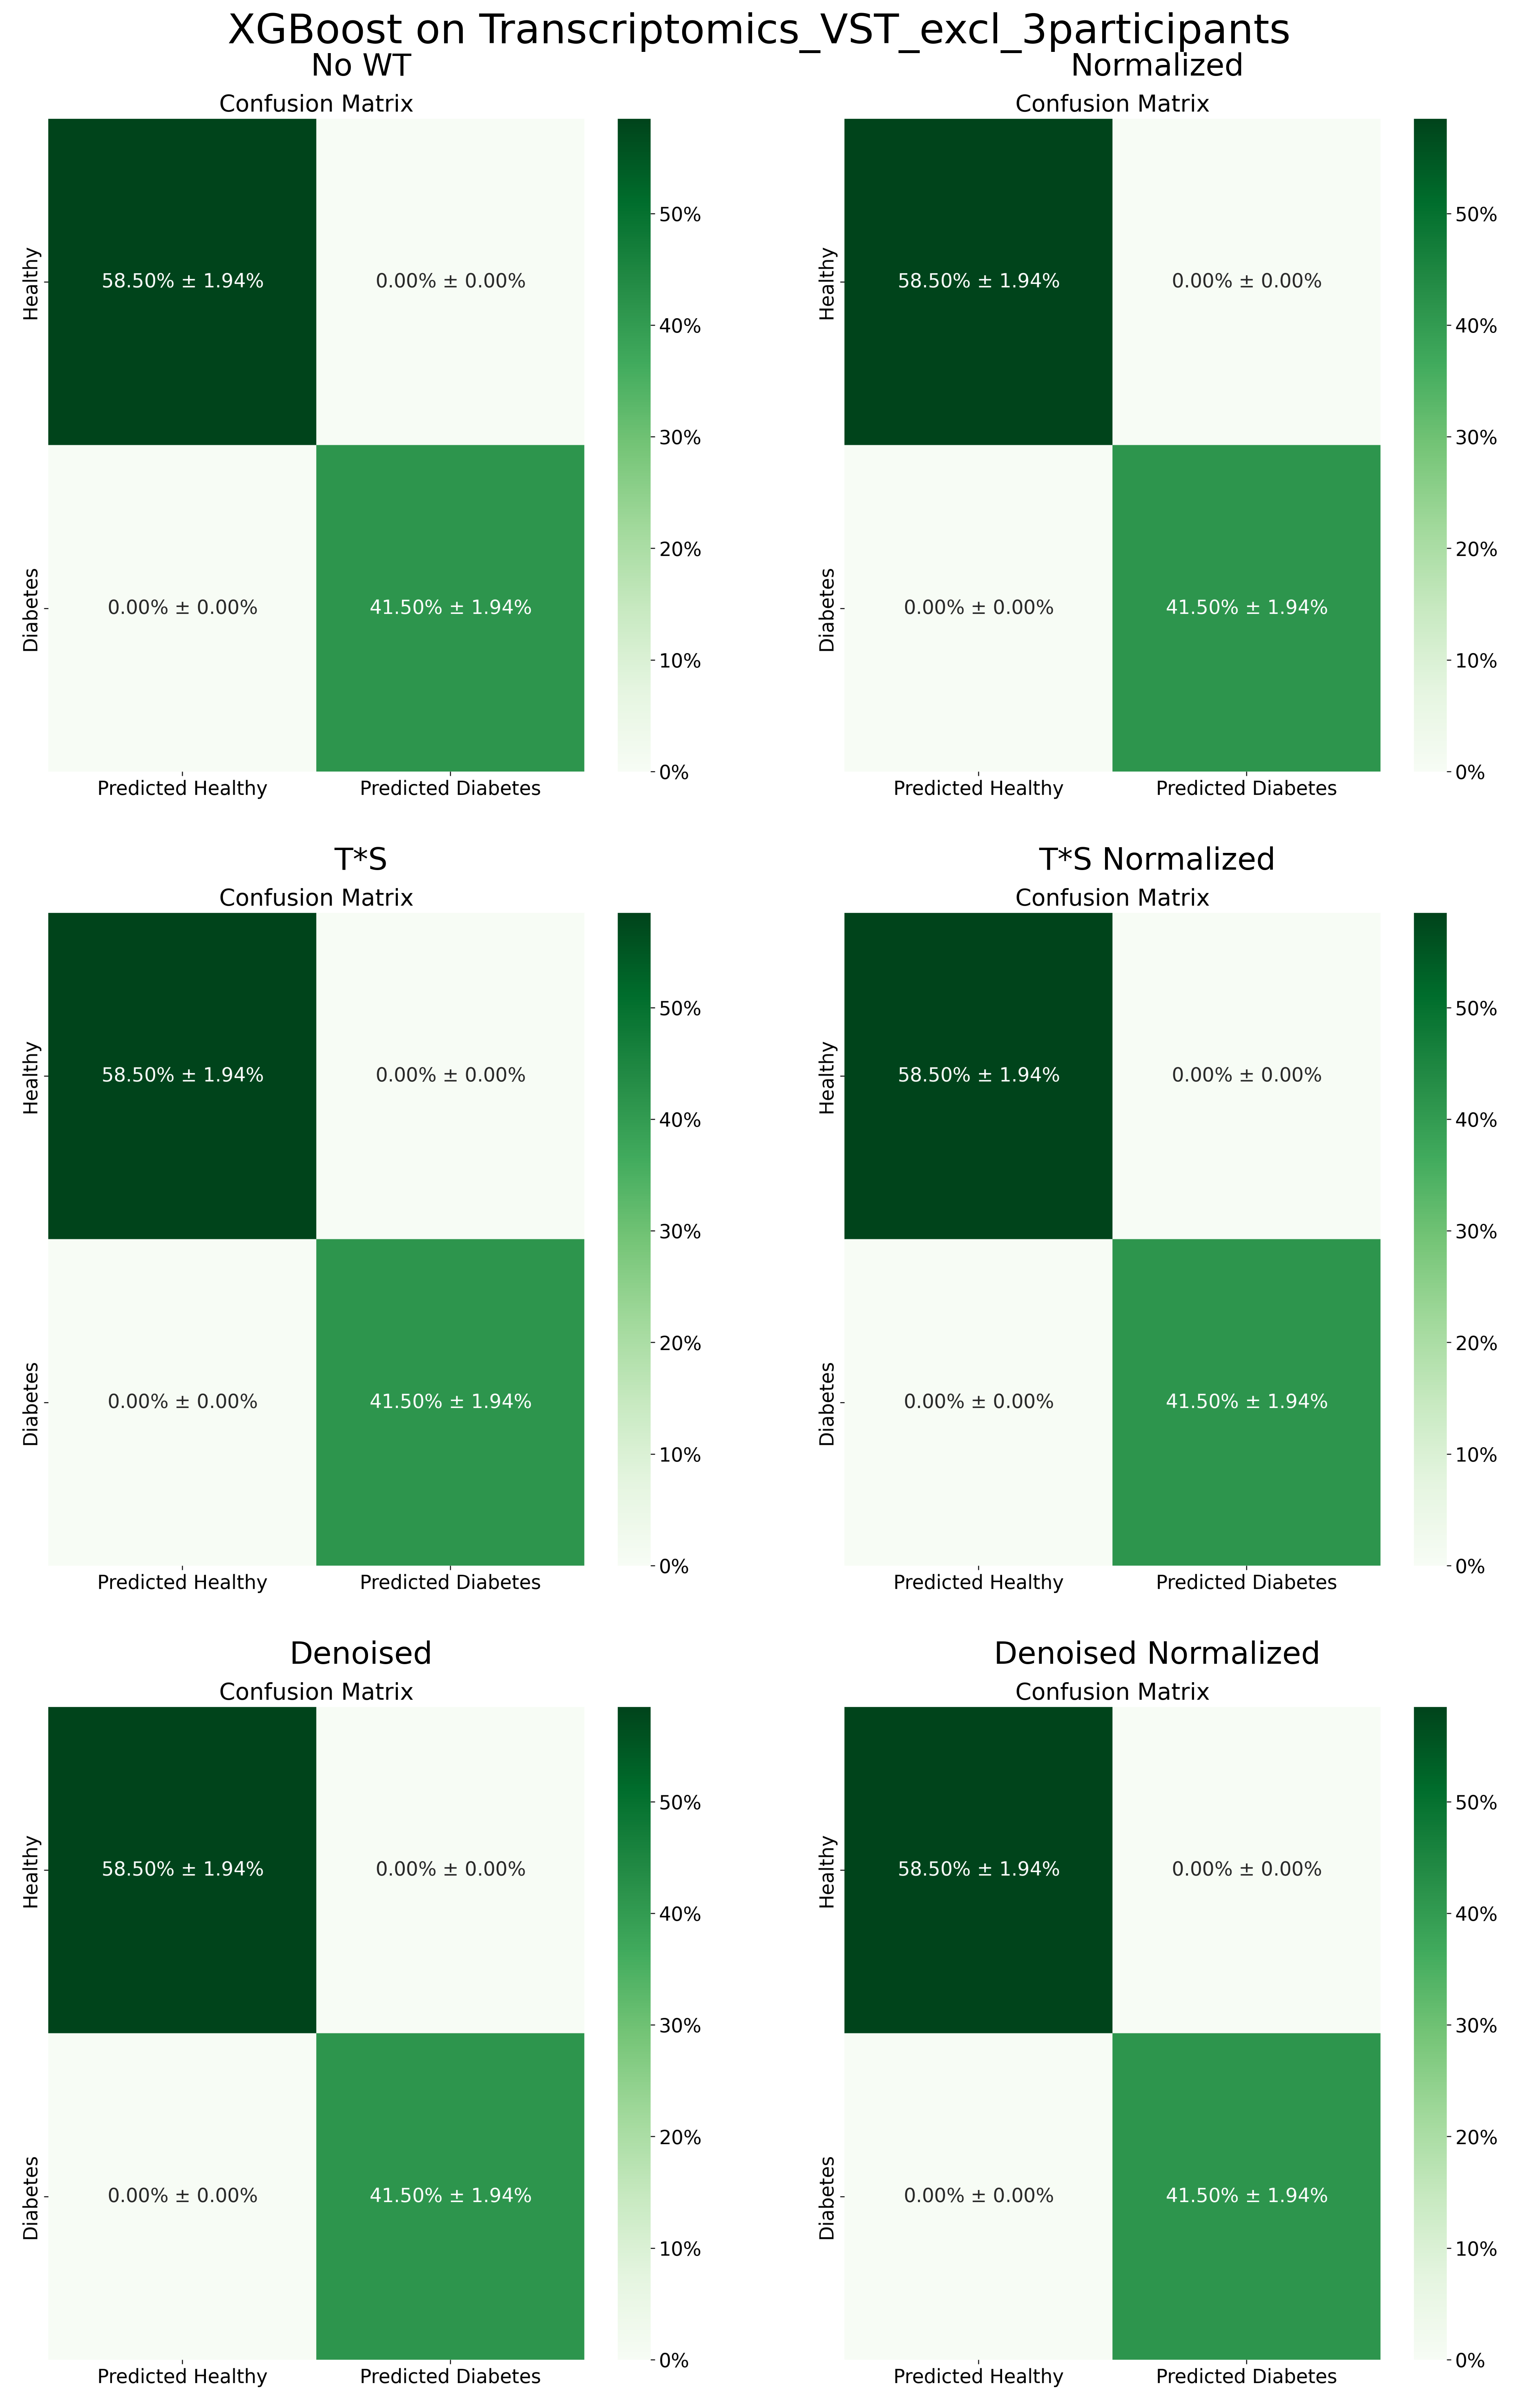 XGBoost on Transcriptomics_VST_excl_3participants
No WT
Confusion Matrix
Healthy
Diabetes
58.50% ± 1.94%
0.00% ± 0.00%
0.00% ± 0.00%
41.50% ± 1.94%
Predicted Healthy
Predicted Diabetes
50%
40%
30%
20%
10%
0%
Normalized
Confusion Matrix
Healthy
Diabetes
58.50% ± 1.94%
0.00% ± 0.00%
0.00% ± 0.00%
41.50% ± 1.94%
Predicted Healthy
Predicted Diabetes
50%
40%
30%
20%
10%
0%
T*S
Confusion Matrix
Healthy
Diabetes
58.50% ± 1.94%
0.00% ± 0.00%
0.00% ± 0.00%
41.50% ± 1.94%
Predicted Healthy
Predicted Diabetes
50%
40%
30%
20%
10%
0%
T*S Normalized
Confusion Matrix
Healthy
Diabetes
58.50% ± 1.94%
0.00% ± 0.00%
0.00% ± 0.00%
41.50% ± 1.94%
Predicted Healthy
Predicted Diabetes
50%
40%
30%
20%
10%
0%
Denoised
Confusion Matrix
Healthy
Diabetes
58.50% ± 1.94%
0.00% ± 0.00%
0.00% ± 0.00%
41.50% ± 1.94%
Predicted Healthy
Predicted Diabetes
50%
40%
30%
20%
10%
0%
Denoised Normalized
Confusion Matrix
Healthy
Diabetes
58.50% ± 1.94%
0.00% ± 0.00%
0.00% ± 0.00%
41.50% ± 1.94%
Predicted Healthy
Predicted Diabetes
50%
40%
30%
20%
10%
0%